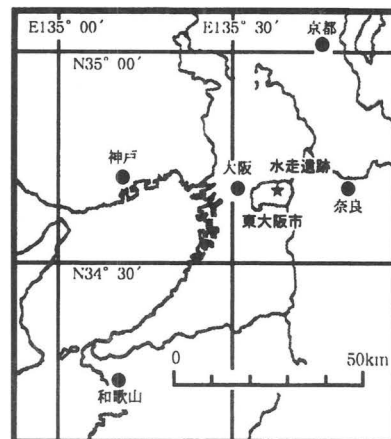 E135° 00′
E135° 30′
京都
N35° 00′
神戸
大阪
水走遺跡
奈良
東大阪市
N34° 30′
0
50km
和歌山